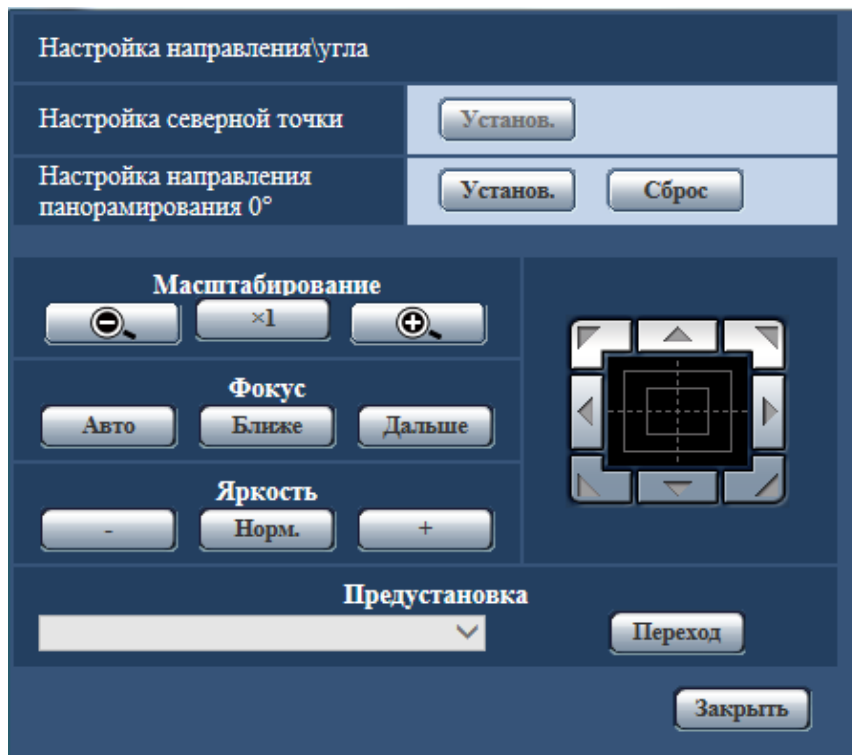 Настройка направления\угла
Настройка северной точки
Установ.
Настройка направления
панорамирования 0°
Установ.
Сброс
Масштабирование
×1
Фокус
Авто
Ближе
Дальше
Яркость
-
Норм.
+
Предустановка
Переход
Закрыть